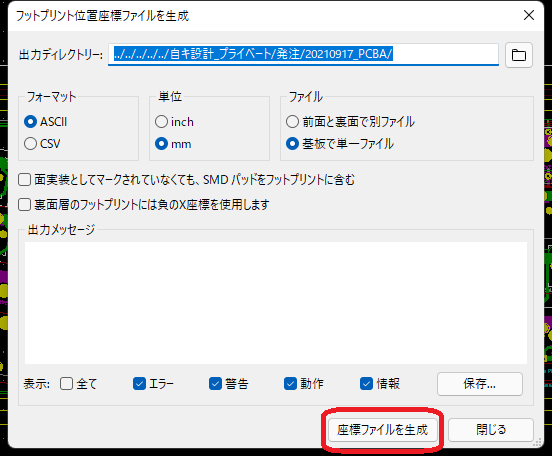 フットプリント位置座標ファイルを生成
出力ディレクトリー: ../../../../../自キ設計_プライベート/発注/20210917_PCBA/
フォーマット
ASCII
CSV
単位
inch
mm
ファイル
前面と裏面で別ファイル
基板で単一ファイル
面実装としてマークされていなくても、SMD パッドをフットプリントに含む
裏面層のフットプリントには負のX座標を使用します
出力メッセージ
表示: 全て エラー 警告 動作 情報 保存...
座標ファイルを生成 閉じる